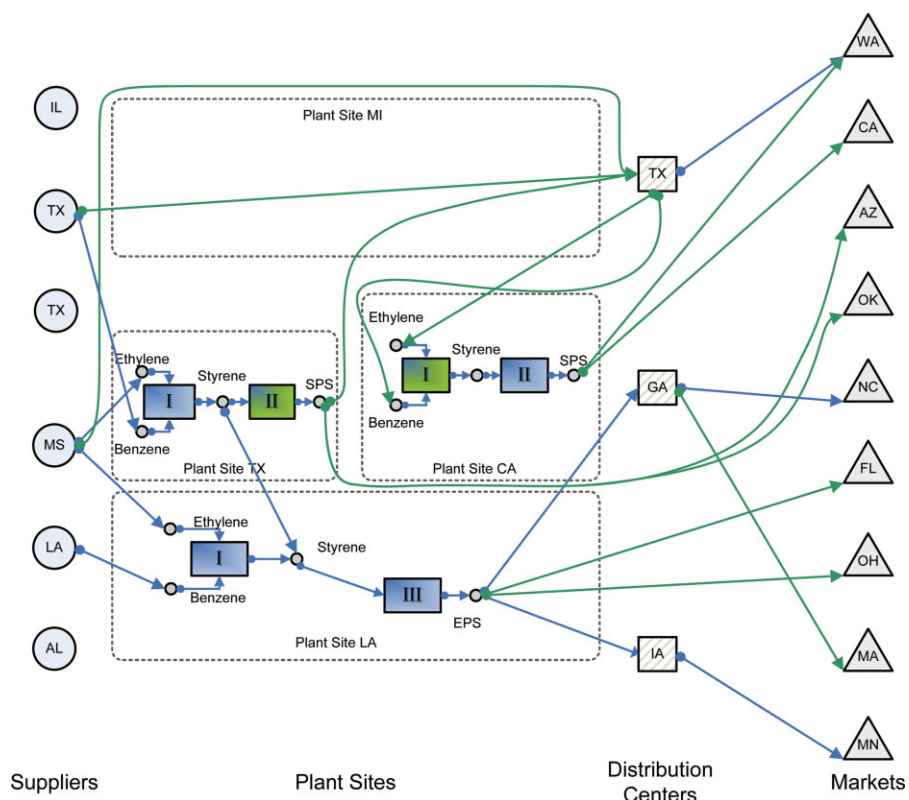 WA
IL
Plant Site MI
CA
TX
TX
AZ
TX
Ethylene
OK
Ethylene
Styrene
SPS
I
II
Styrene
SPS
I
II
GA
NC
Benzene
MS
Benzene
Plant Site TX
Plant Site CA
FL
Ethylene
LA
I
Styrene
OH
Benzene
III
EPS
Plant Site LA
AL
IA
MA
MN
Suppliers
Plant Sites
Distribution
Centers
Markets